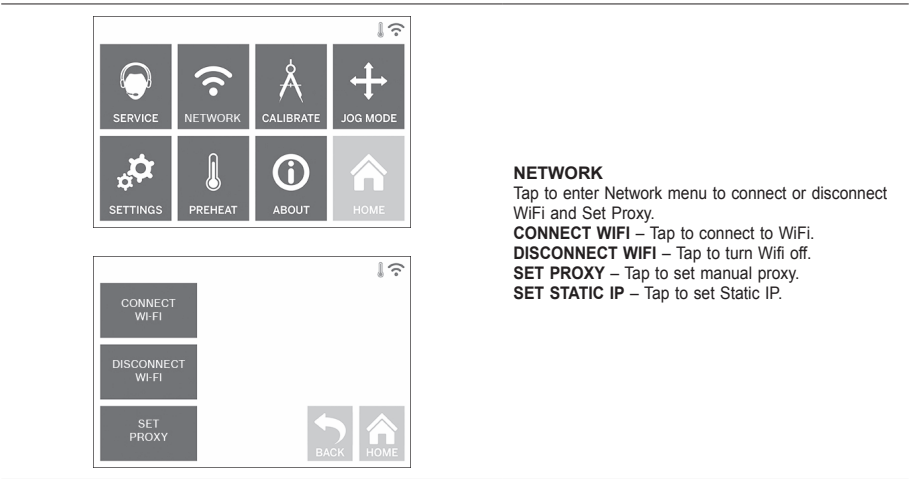 SERVICE NETWORK CALIBRATE JOG MODE
SETTINGS PREHEAT ABOUT HOME
CONNECT
WI-FI
DISCONNECT
WI-FI
SET
PROXY
BACK HOME
NETWORK
Tap to enter Network menu to connect or disconnect
WiFi and Set Proxy.
CONNECT WIFI – Tap to connect to WiFi.
DISCONNECT WIFI – Tap to turn Wifi off.
SET PROXY – Tap to set manual proxy.
SET STATIC IP – Tap to set Static IP.